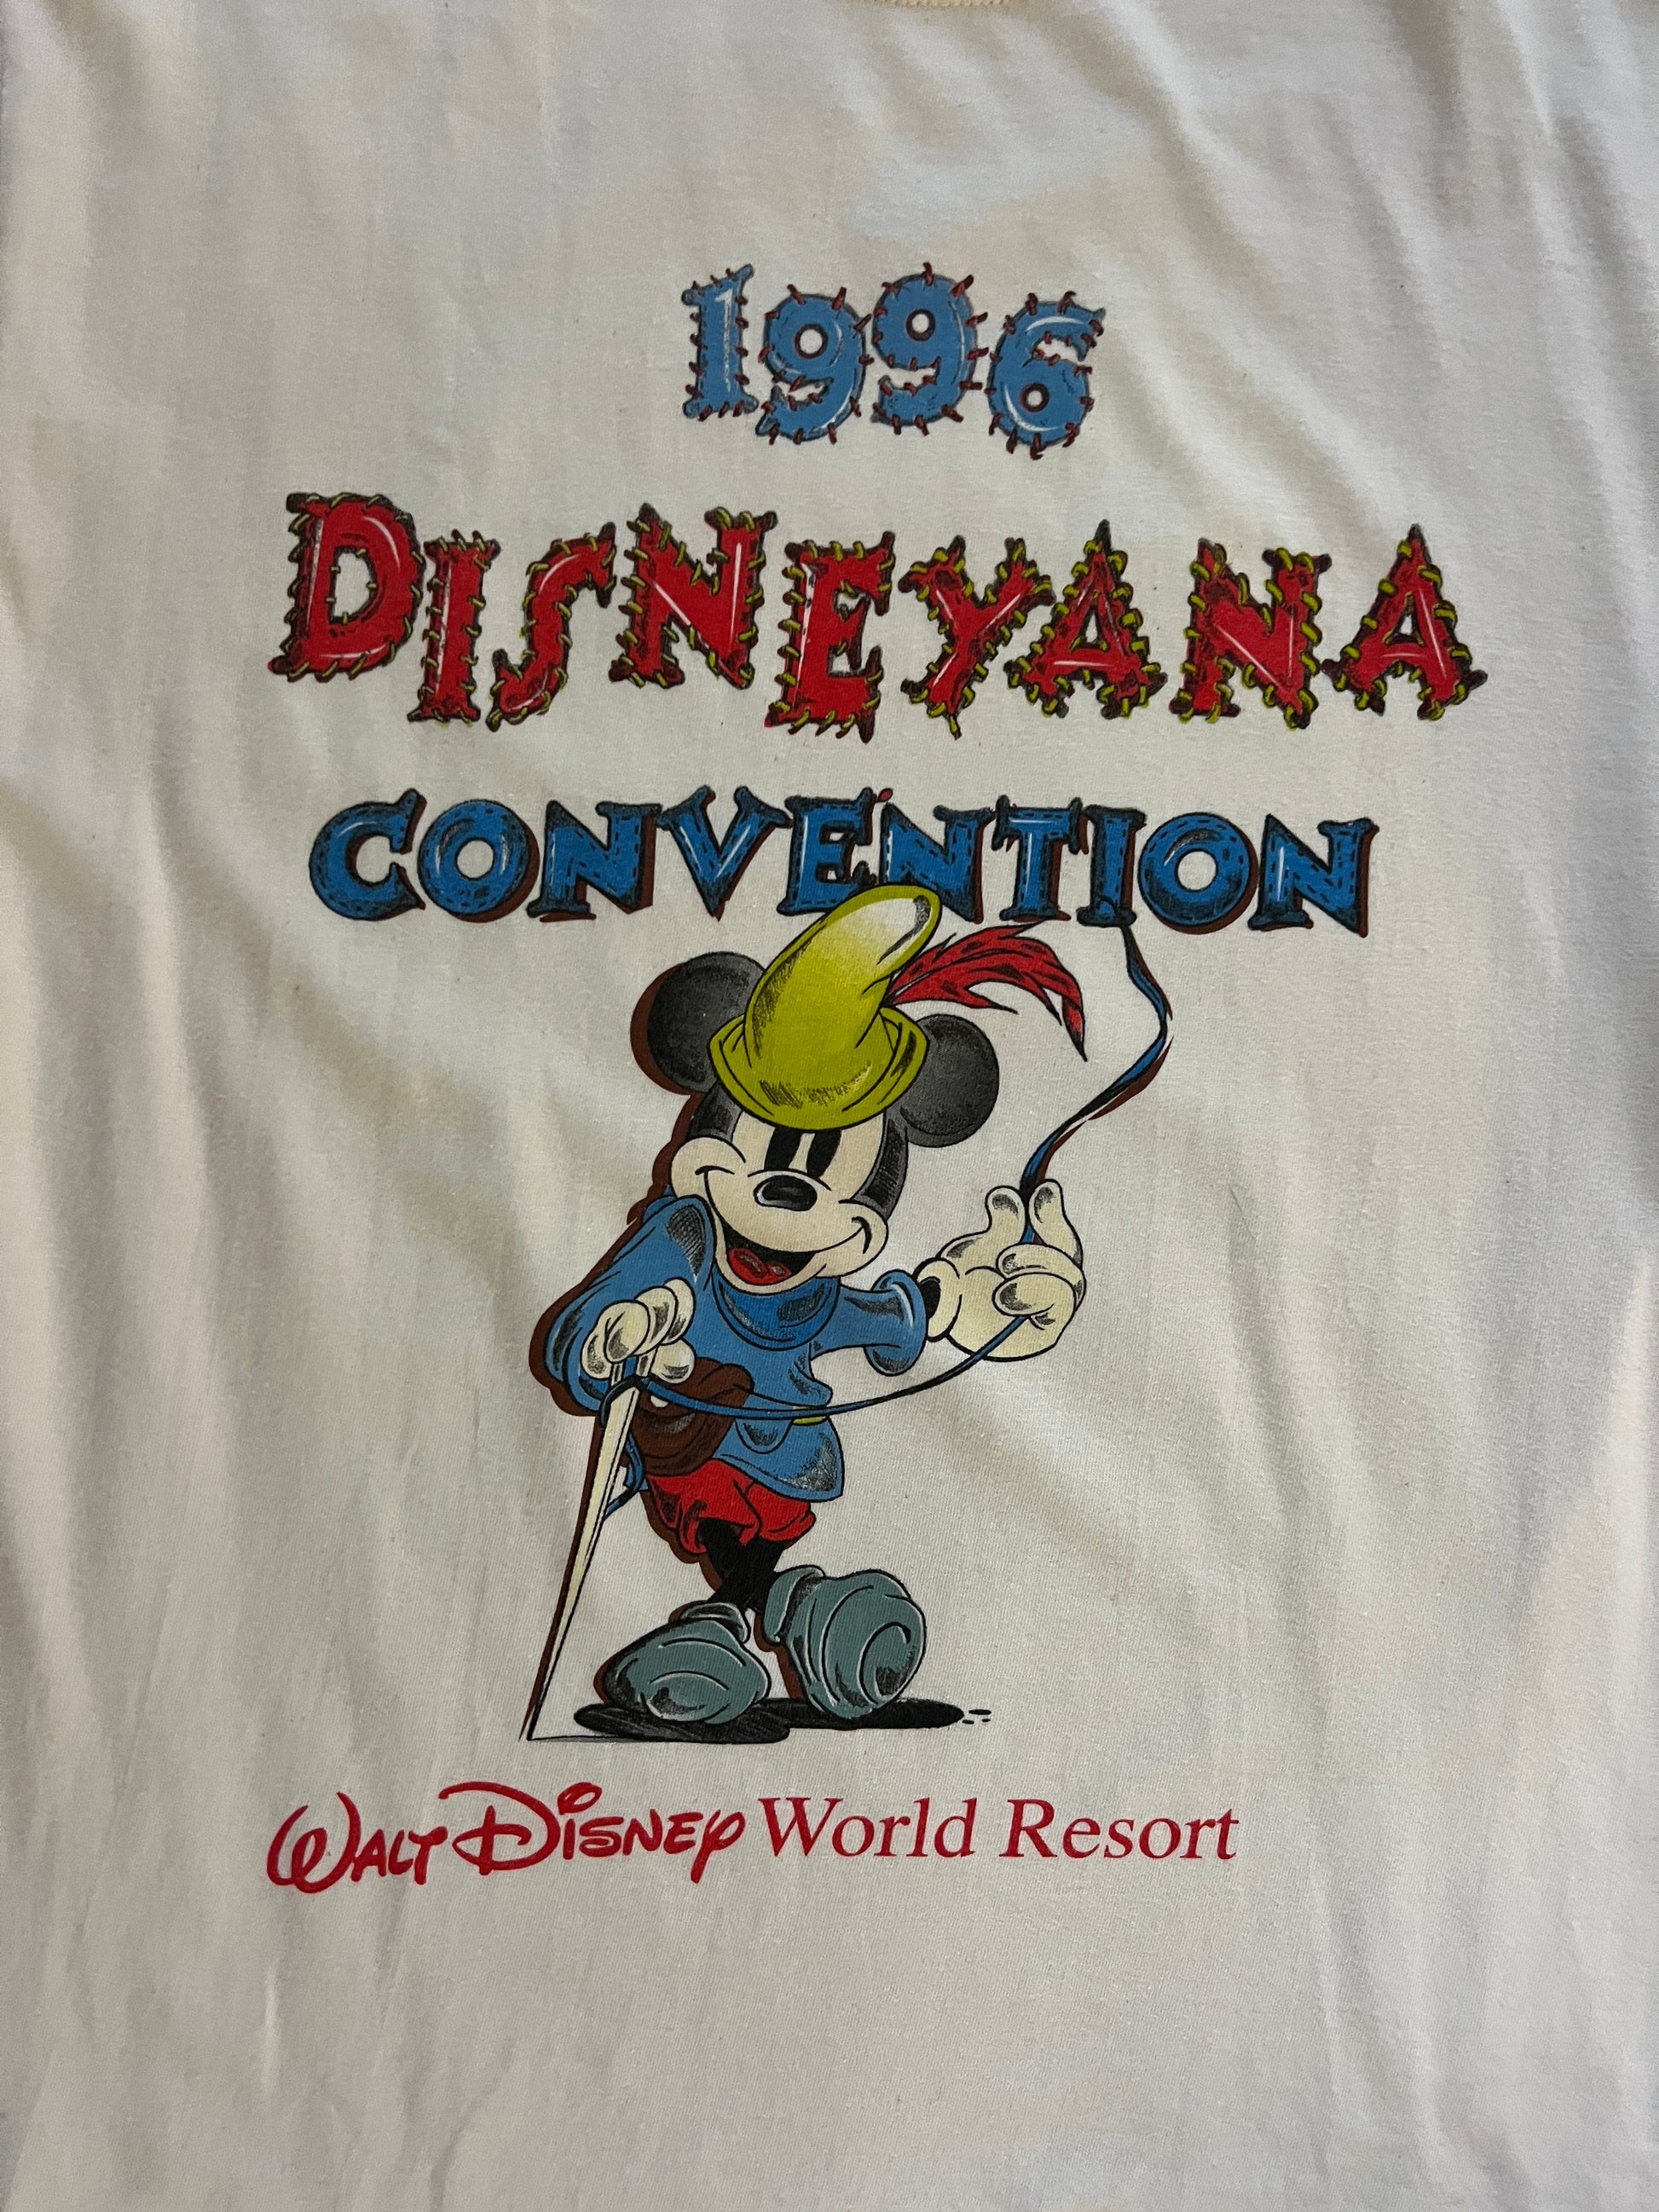 1996
DISNEYANA
CONVENTION
WALT DISNEY World Resort